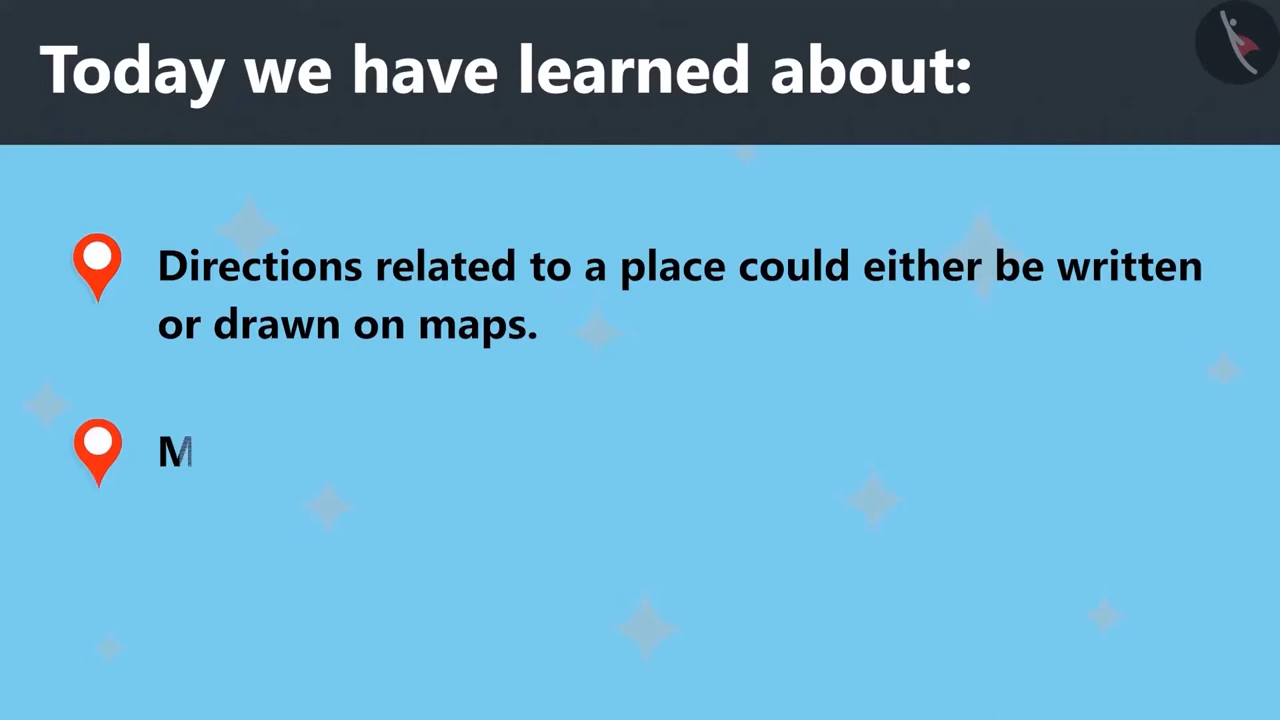 Today we have learned about:
Directions related to a place could either be written
or drawn on maps.
M